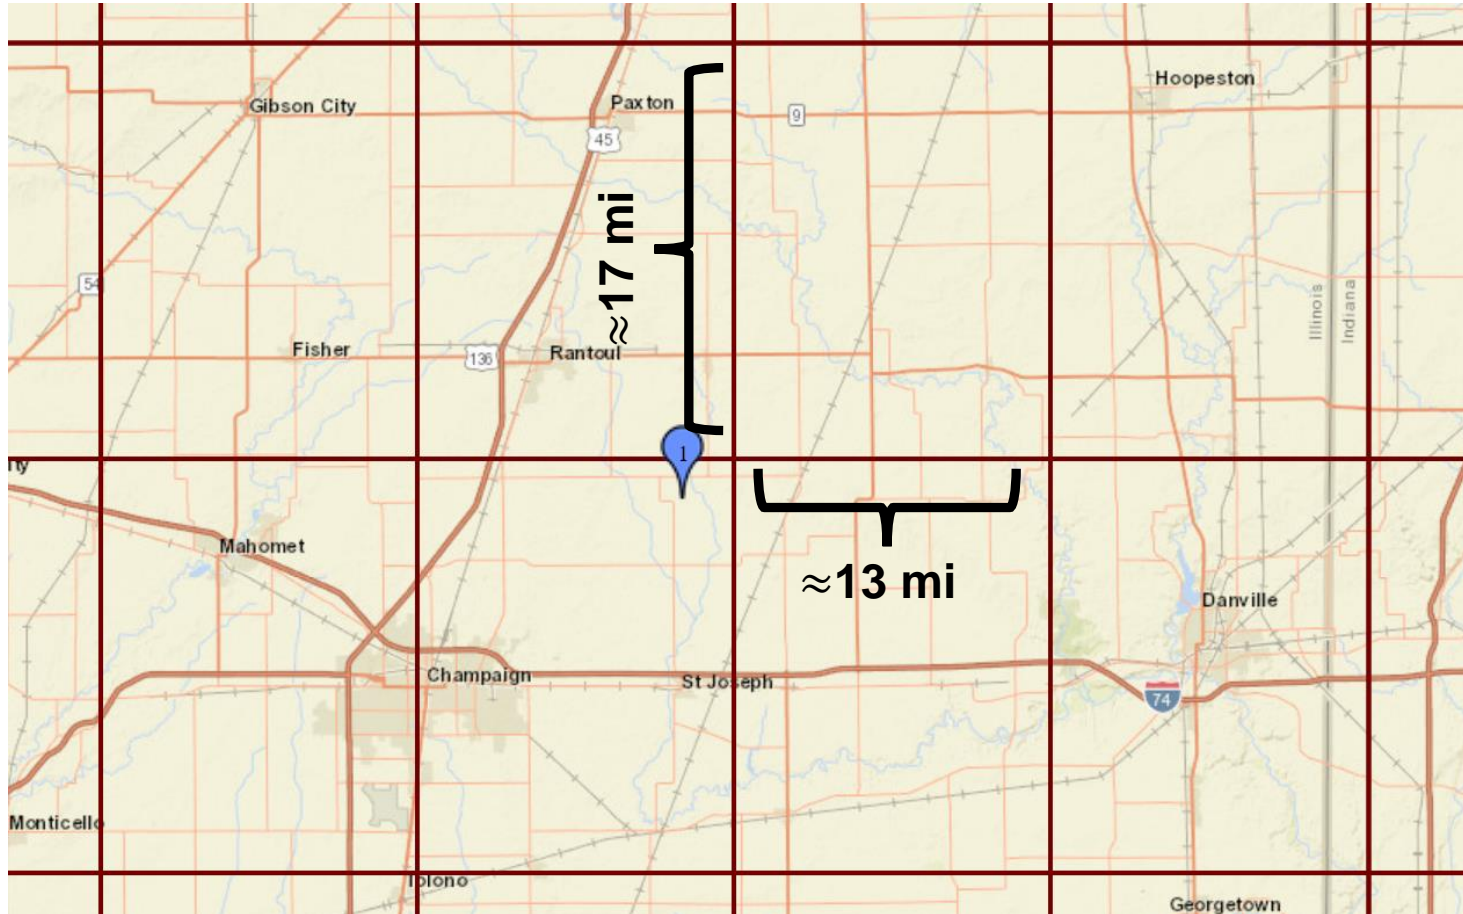 Hoopeston
Gibson City
Paxton
9
45
≈17 mi
54
Illinois
Indiana
Fisher
136
Rantoul
1
ity
Mahomet
≈13 mi
Danville
Champaign
St Joseph
74
Monticello
Tolono
Georgetown